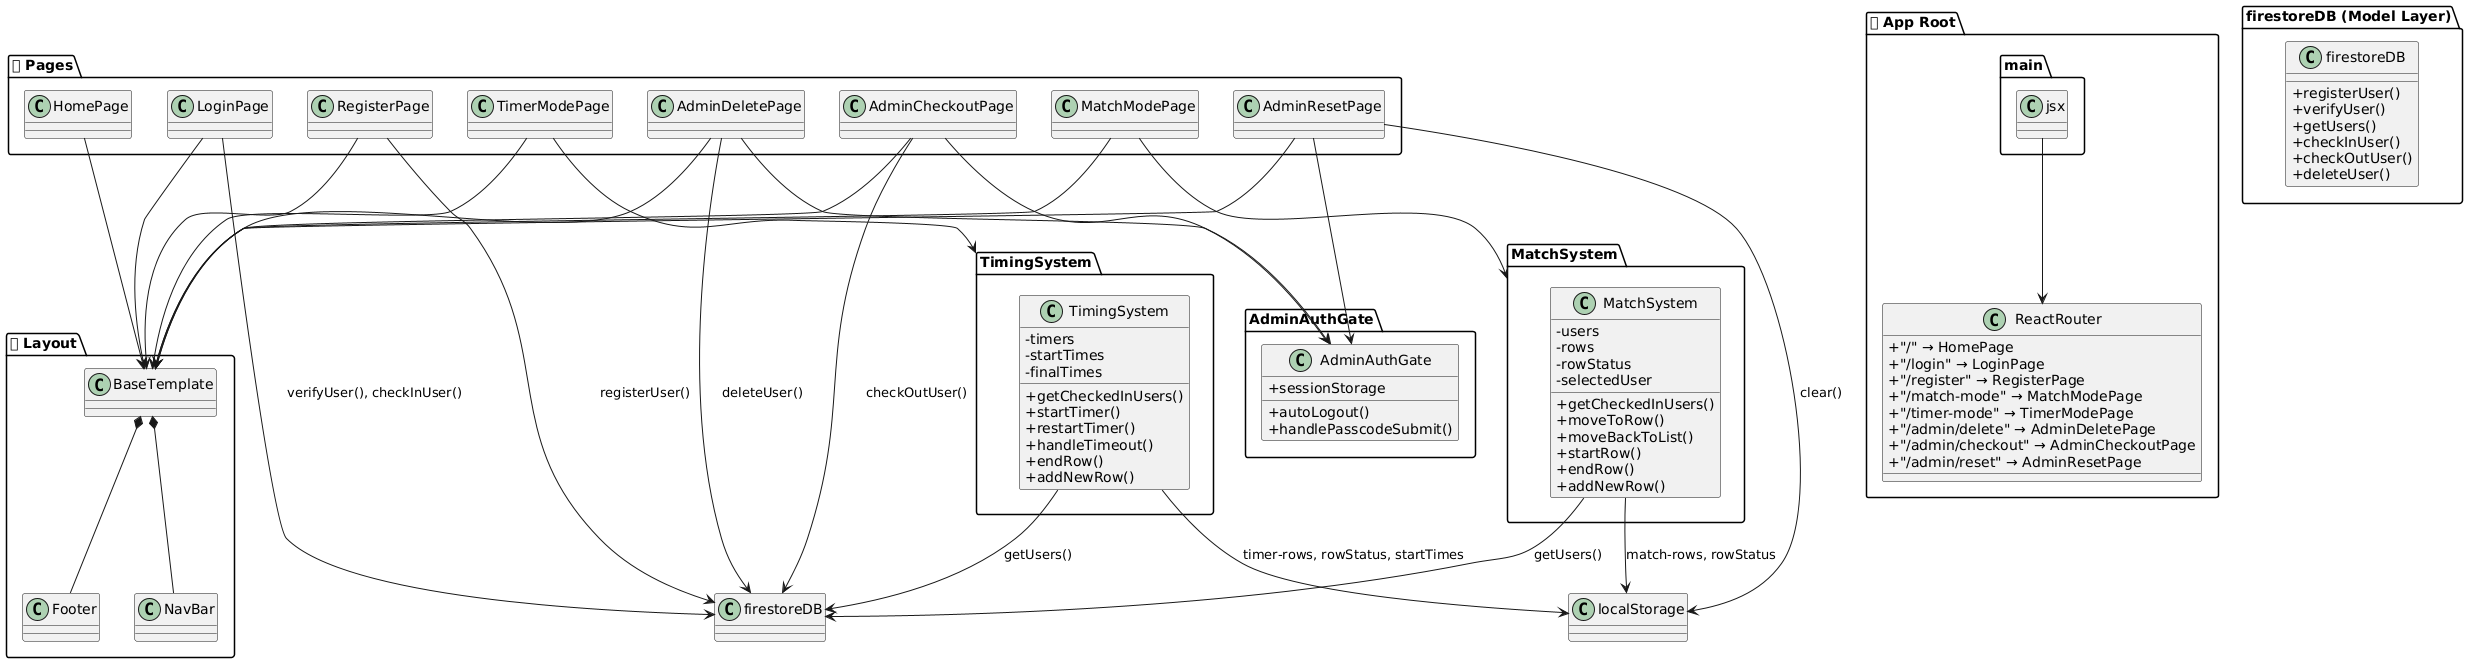 Pages
C HomePage
C LoginPage
C RegisterPage
C TimerModePage
C AdminDeletePage
C AdminCheckoutPage
C MatchModePage
C AdminResetPage
App Root
main
C jsx
C ReactRouter
+"/" → HomePage
+"/login" → LoginPage
+"/register" → RegisterPage
+"/match-mode" → MatchModePage
+"/timer-mode" → TimerModePage
+"/admin/delete" → AdminDeletePage
+"/admin/checkout" → AdminCheckoutPage
+"/admin/reset" → AdminResetPage
firestoreDB (Model Layer)
C firestoreDB
+registerUser()
+verifyUser()
+getUsers()
+checkInUser()
+checkOutUser()
+deleteUser()
TimingSystem
C TimingSystem
-timers
-startTimes
-finalTimes
+getCheckedInUsers()
+startTimer()
+restartTimer()
+handleTimeout()
+endRow()
+addNewRow()
AdminAuthGate
C AdminAuthGate
+sessionStorage
+autoLogout()
+handlePasscodeSubmit()
MatchSystem
C MatchSystem
-users
-rows
-rowStatus
-selectedUser
+getCheckedInUsers()
+moveToRow()
+moveBackToList()
+startRow()
+endRow()
+addNewRow()
Layout
C BaseTemplate
C Footer
C NavBar
verifyUser(), checkInUser()
registerUser()
deleteUser()
checkOutUser()
clear()
getUsers()
timer-rows, rowStatus, startTimes
getUsers()
match-rows, rowStatus
C firestoreDB
C localStorage